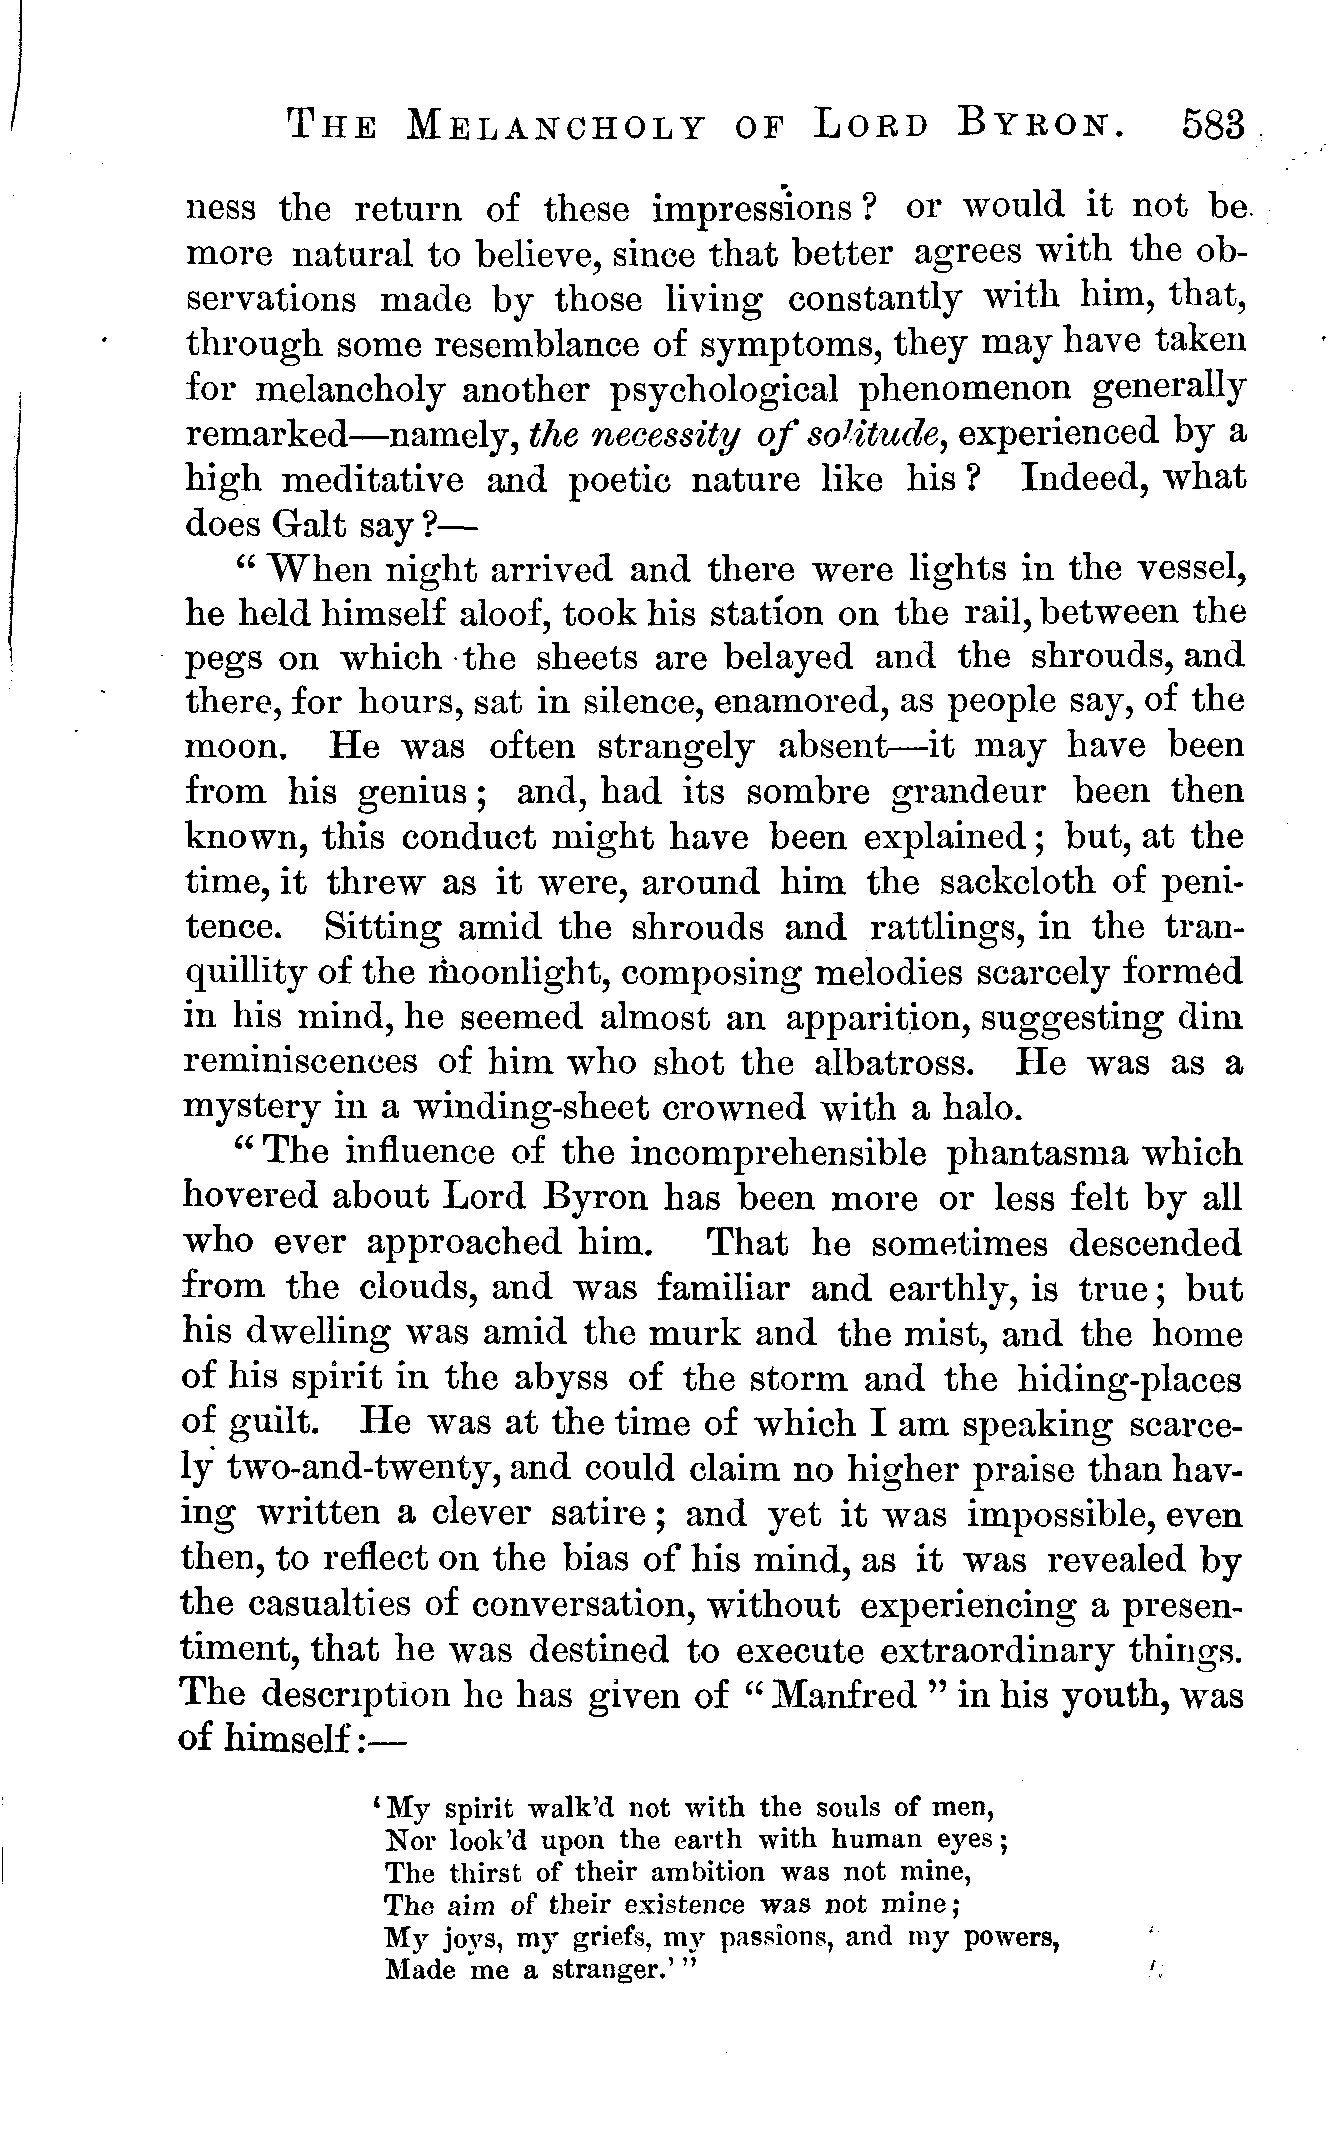 THE MELANCHOLY OF LORD BYRON. 583
ness the return of these impressions? or would it not be
more natural to believe, since that better agrees with the ob-
servations made by those living constantly with him, that,
through some resemblance of symptoms, they may have taken
for melancholy another psychological phenomenon generally
remarked—namely, the necessity of solitude, experienced by a
high meditative and poetic nature like his? Indeed, what
does Galt say?—
"When night arrived and there were lights in the vessel,
he held himself aloof, took his station on the rail, between the
pegs on which the sheets are belayed and the shrouds, and
there, for hours, sat in silence, enamored, as people say, of the
moon. He was often strangely absent—it may have been
from his genius; and, had its sombre grandeur been then
known, this conduct might have been explained; but, at the
time, it threw as it were, around him the sackcloth of peni-
tence. Sitting amid the shrouds and rattlings, in the tran-
quillity of the moonlight, composing melodies scarcely formed
in his mind, he seemed almost an apparition, suggesting dim
reminiscences of him who shot the albatross. He was as a
mystery in a winding-sheet crowned with a halo.
"The influence of the incomprehensible phantasma which
hovered about Lord Byron has been more or less felt by all
who ever approached him. That he sometimes descended
from the clouds, and was familiar and earthly, is true; but
his dwelling was amid the murk and the mist, and the home
of his spirit in the abyss of the storm and the hiding-places
of guilt. He was at the time of which I am speaking scarce-
ly two-and-twenty, and could claim no higher praise than hav-
ing written a clever satire; and yet it was impossible, even
then, to reflect on the bias of his mind, as it was revealed by
the casualties of conversation, without experiencing a presen-
timent, that he was destined to execute extraordinary things.
The description he has given of "Manfred" in his youth, was
of himself:—
'My spirit walk'd not with the souls of men,
Nor look'd upon the earth with human eyes;
The thirst of their ambition was not mine,
The aim of their existence was not mine;
My joys, my griefs, my passions, and my powers,
Made me a stranger.'"